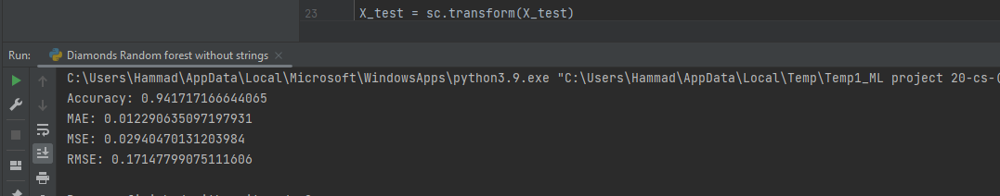 23 X_test = sc.transform(X_test)
Run: Diamonds Random forest without strings
C:\Users\Hammad\AppData\Local\Microsoft\WindowsApps\python3.9.exe "C:\Users\Hammad\AppData\Local\Temp\Temp1_ML project 20-cs-
Accuracy: 0.941717166644065
MAE: 0.012290635097197931
MSE: 0.02940470131203984
RMSE: 0.17147799075111606